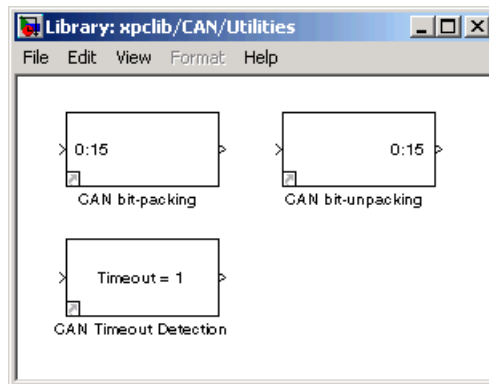 Library: xpclib/CAN/Utilities
File Edit View Format Help
0:15 0:15
CAN bit-packing CAN bit-unpacking
Timeout = 1
CAN Timeout Detection